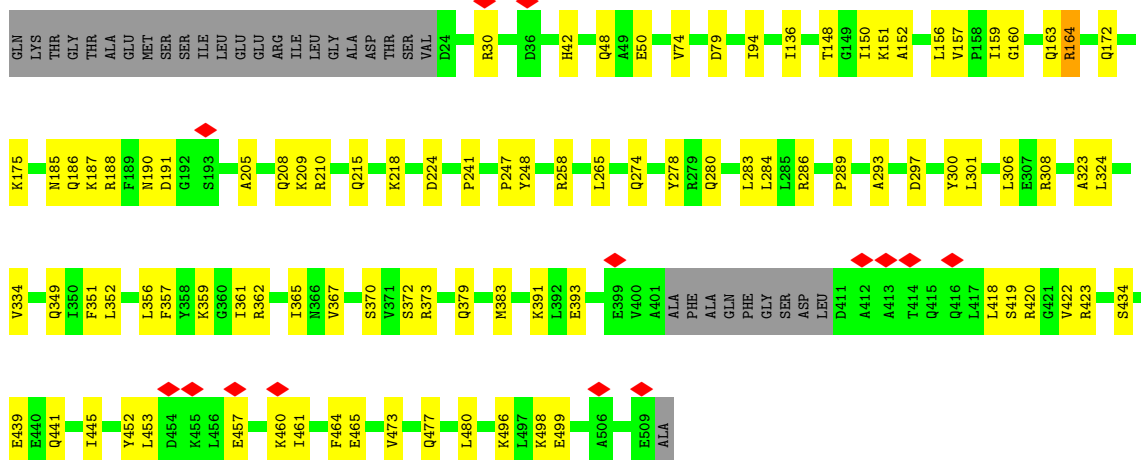 GLN LYS THR GLY THR ALA GLU MET SER SER ILE LEU GLU GLU ARG ILE LEU GLY ALA ASP THR SER VAL D24 R30 D36 H42 Q48 A49 E50 V74 D79 I94 I136 T148 G149 I150 K151 A152 L156 V157 P158 I159 G160 Q163 R164 Q172
K175 N185 Q186 K187 R188 F189 N190 D191 G192 S193 A205 Q208 K209 R210 Q215 K218 D224 P241 P247 Y248 R258 L265 Q274 Y278 R279 Q280 L283 L284 L285 R286 P289 A293 D297 Y300 L301 L306 E307 R308 A323 L324
V334 Q349 I350 F351 L352 L356 F357 Y358 K359 G360 I361 R362 I365 N366 V367 S370 V371 S372 R373 Q379 M383 K391 L392 E393 E399 V400 A401 ALA PHE ALA GLN PHE GLY SER ASP LEU D411 A412 A413 T414 Q415 Q416 L417 L418 S419 R420 G421 V422 R423 S434
E439 E440 Q441 I445 Y452 L453 D454 K455 L456 E457 K460 I461 F464 E465 V473 Q477 L480 K496 L497 K498 E499 A506 E509 ALA